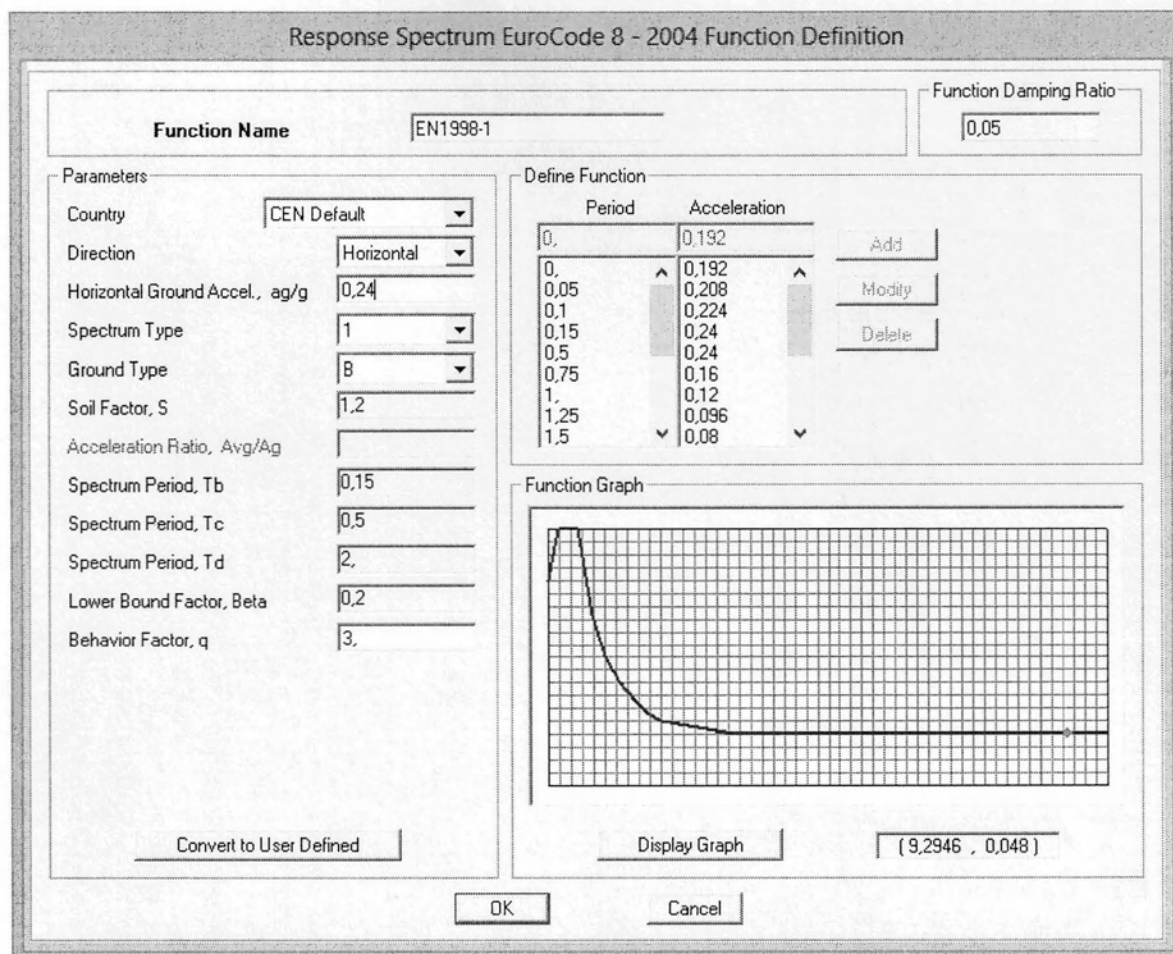 Response Spectrum EuroCode 8 - 2004 Function Definition
Function Name
EN1998-1
Function Damping Ratio
0,05
Parameters
Country
CEN Default
Direction
Horizontal
Horizontal Ground Accel., ag/g
0,24
Spectrum Type
1
Ground Type
B
Soil Factor, S
1,2
Acceleration Ratio, Avg/Ag
Spectrum Period, Tb
0,15
Spectrum Period, Tc
0,5
Spectrum Period, Td
2,
Lower Bound Factor, Beta
0,2
Behavior Factor, q
3,
Convert to User Defined
Define Function
Period Acceleration
0, 0,192
0, 0,192
0,05 0,208
0,1 0,224
0,15 0,24
0,5 0,24
0,75 0,16
1, 0,12
1,25 0,096
1,5 0,08
Add
Modify
Delete
Function Graph
Display Graph
( 9,2946 , 0,048 )
OK
Cancel